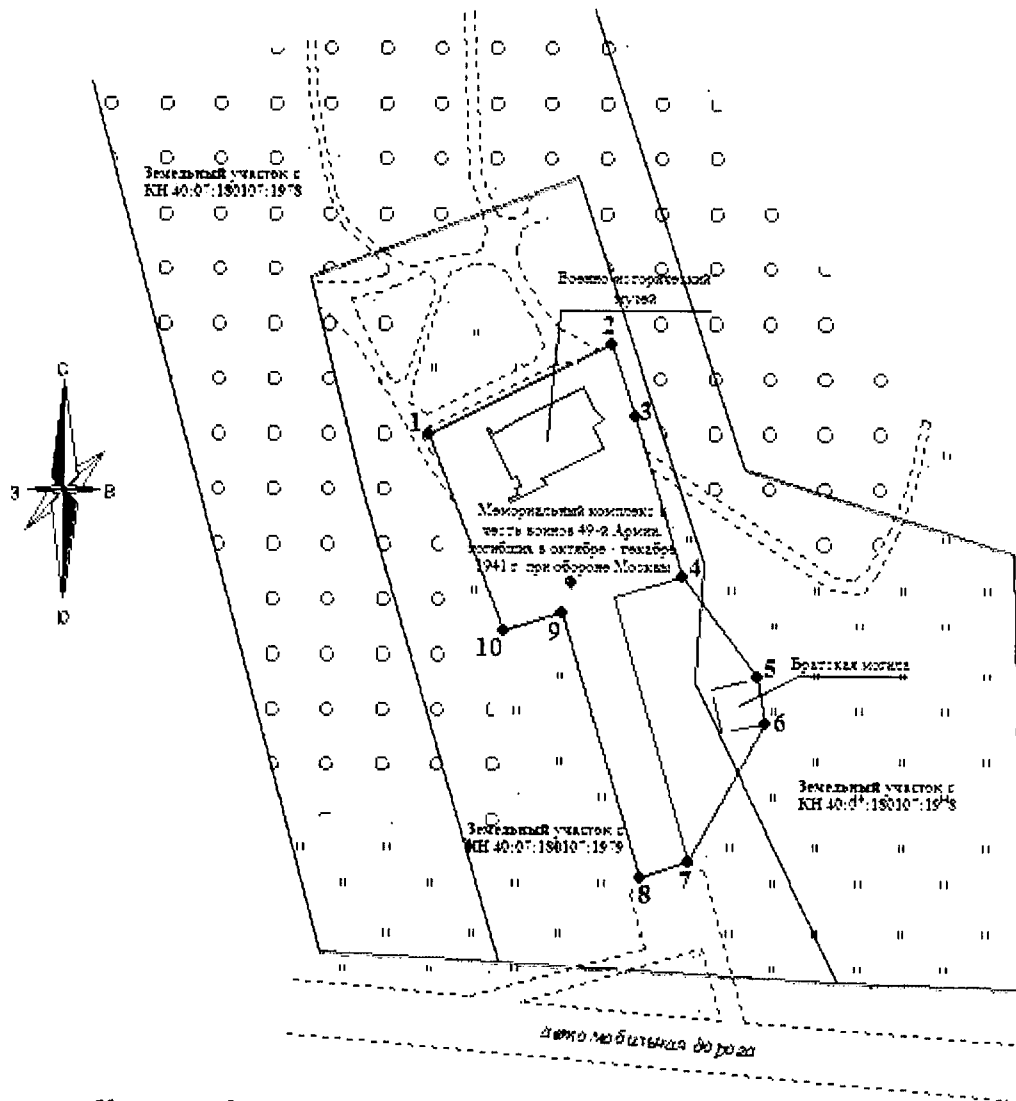 Земельный участок с
КН 40:07:180107:1978
Военно-исторический
музей
2
3
1
С
З
В
Ю
Мемориальный комплекс в
честь воинов 49-й Армии,
погибших в октябре - декабре
1941 г. при обороне Москвы
4
9
10
5
Братская могила
6
Земельный участок с
Земельный участок с
КН 40:07:180107:1979
7
8
автомобильная дорога